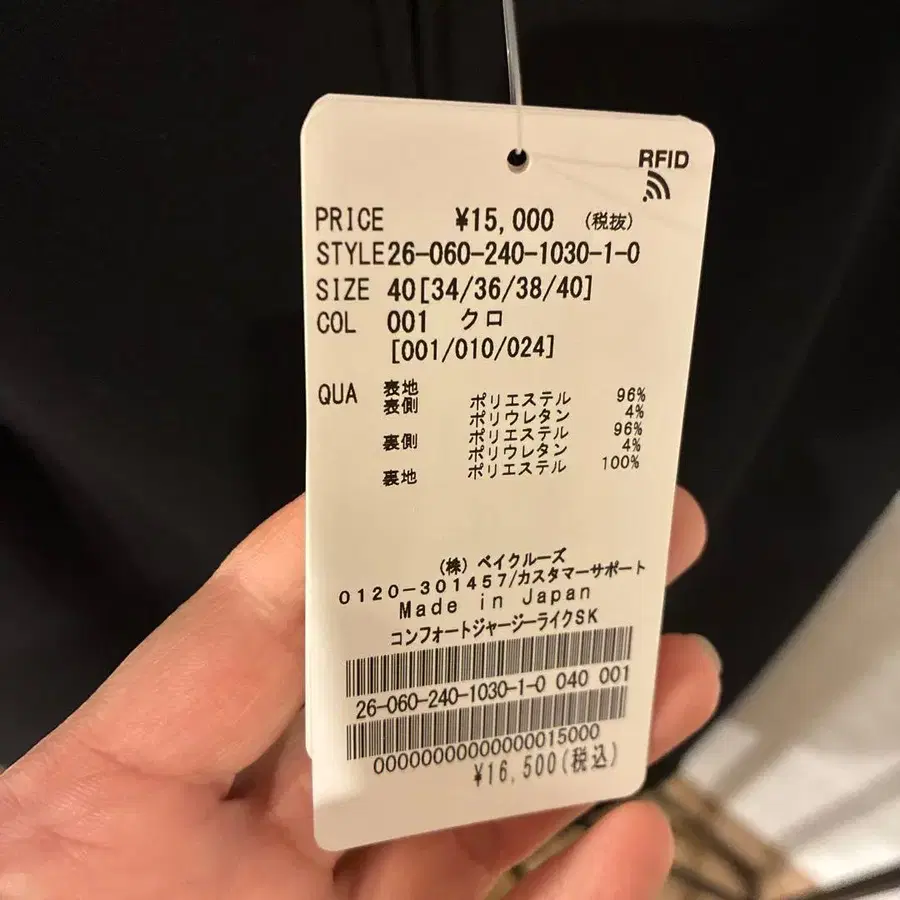 RFID
PRICE ¥15,000 (税抜)
STYLE 26-060-240-1030-1-0
SIZE 40[34/36/38/40]
COL 001 クロ
[001/010/024]
QUA 表地
表側 ポリエステル 96%
ポリウレタン 4%
裏側 ポリエステル 96%
ポリウレタン 4%
裏地 ポリエステル 100%
(株) ベイクルーズ
0120-301457/カスタマーサポート
Made in Japan
コンフォートジャージーライクSK
26-060-240-1030-1-0 040 001
0000000000000015000
¥16,500(税込)